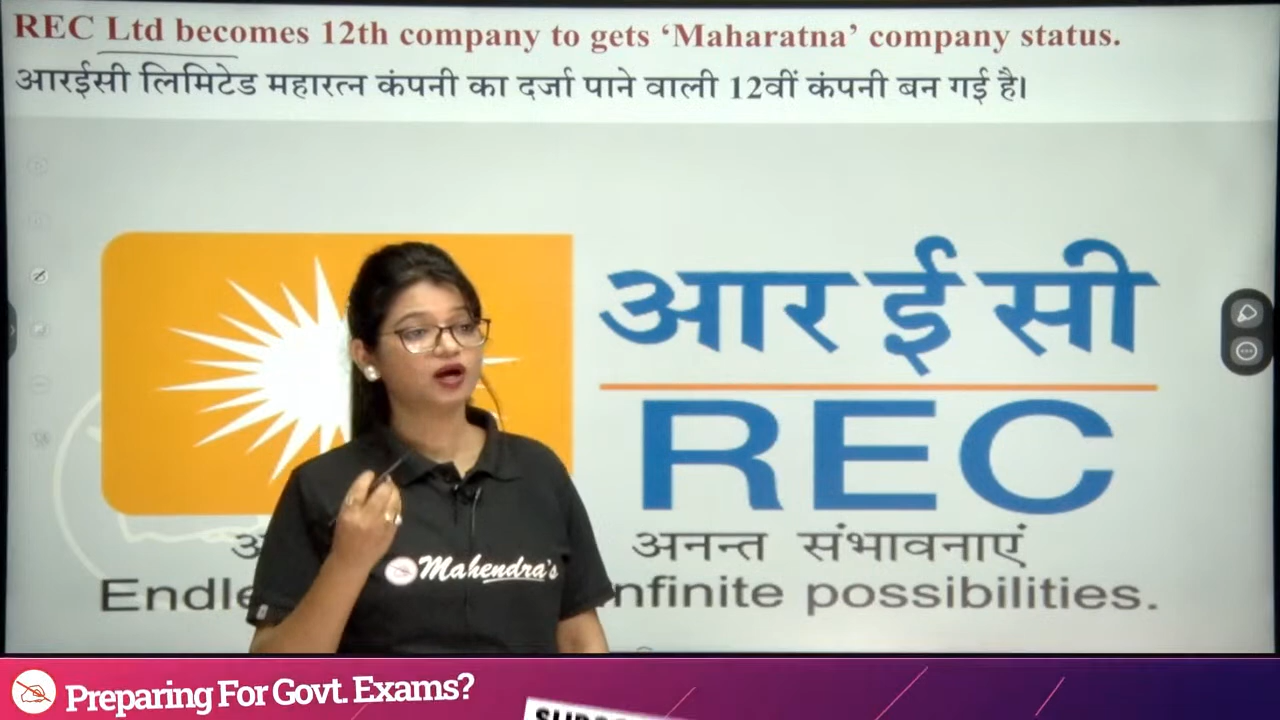 REC Ltd becomes 12th company to gets ‘Maharatna’ company status.
आरईसी लिमिटेड महारत्न कंपनी का दर्जा पाने वाली 12वीं कंपनी बन गई है।
आर ई सी
REC
अनन्त संभावनाएं
infinite possibilities.
Mahendra's
Preparing For Govt. Exams?